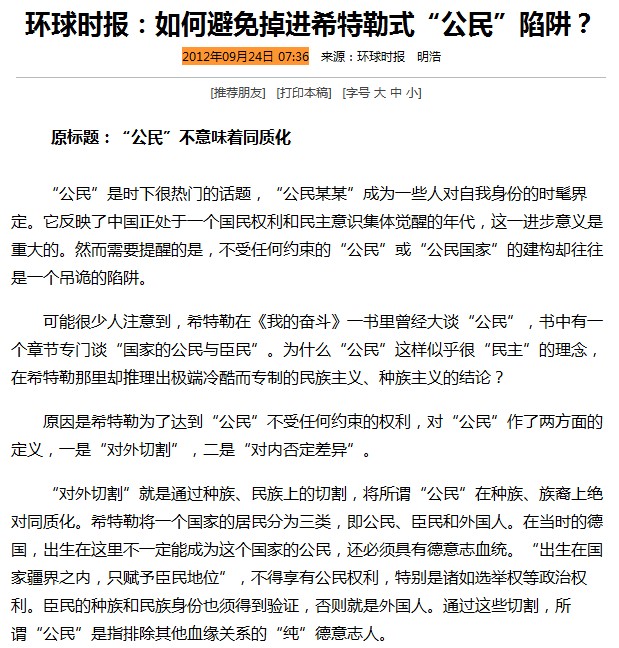 环球时报：如何避免掉进希特勒式“公民”陷阱？
2012年09月24日 07:36 来源：环球时报 明浩
[推荐朋友] [打印本稿] [字号 大 中 小]
原标题：“公民”不意味着同质化
“公民”是时下很热门的话题，“公民某某”成为一些人对自我身份的时髦界
定。它反映了中国正处于一个国民权利和民主意识集体觉醒的年代，这一进步意义是
重大的。然而需要提醒的是，不受任何约束的“公民”或“公民国家”的建构却往往
是一个吊诡的陷阱。
可能很少人注意到，希特勒在《我的奋斗》一书里曾经大谈“公民”，书中有一
个章节专门谈“国家的公民与臣民”。为什么“公民”这样似乎很“民主”的理念，
在希特勒那里却推理出极端冷酷而专制的民族主义、种族主义的结论？
原因是希特勒为了达到“公民”不受任何约束的权利，对“公民”作了两方面的
定义，一是“对外切割”，二是“对内否定差异”。
“对外切割”就是通过种族、民族上的切割，将所谓“公民”在种族、族裔上绝
对同质化。希特勒将一个国家的居民分为三类，即公民、臣民和外国人。在当时的德
国，出生在这里不一定能成为这个国家的公民，还必须具有德意志血统。“出生在国
家疆界之内，只赋予臣民地位”，不得享有公民权利，特别是诸如选举权等政治权
利。臣民的种族和民族身份也须得到验证，否则就是外国人。通过这些切割，所
谓“公民”是指排除其他血缘关系的“纯”德意志人。